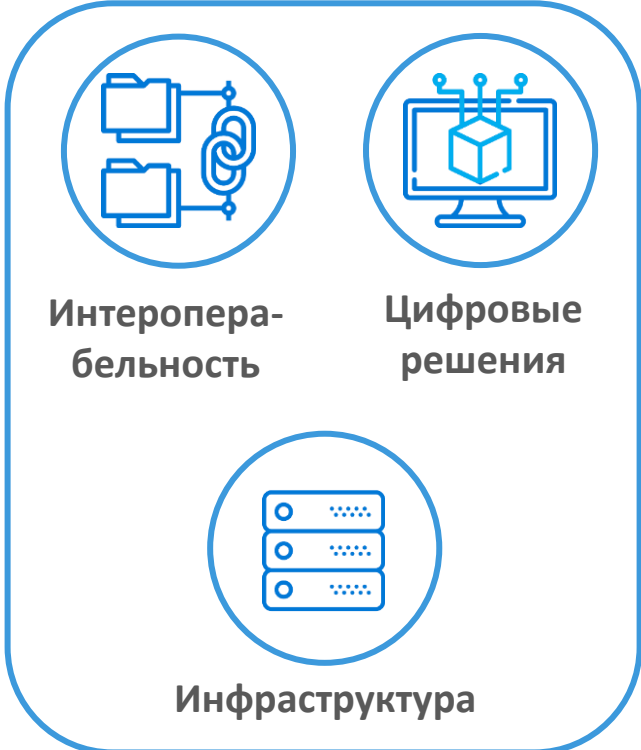 Интеропера-
бельность
Цифровые
решения
Инфраструктура